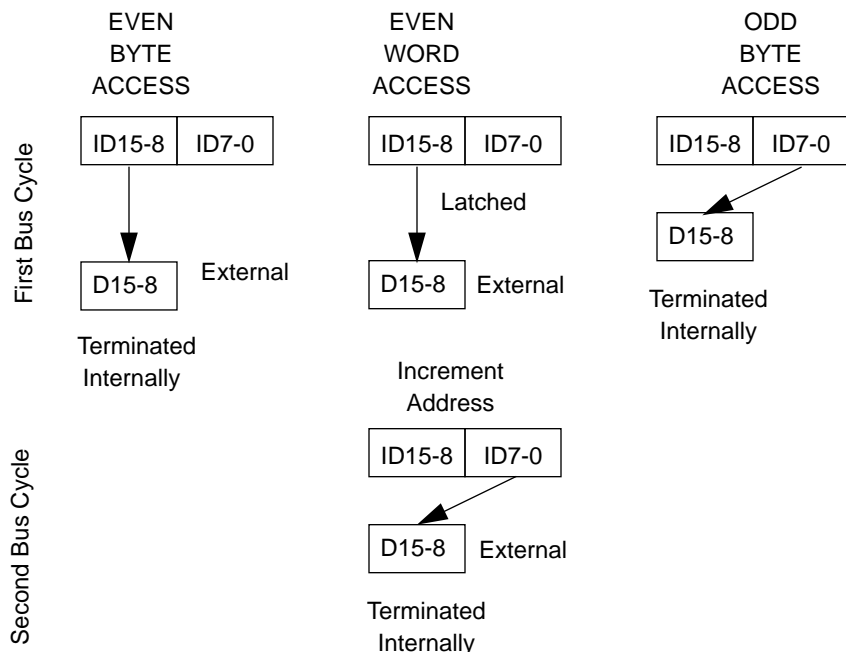 EVEN
BYTE
ACCESS
EVEN
WORD
ACCESS
ODD
BYTE
ACCESS
First Bus Cycle
ID15-8 ID7-0
D15-8 External
Terminated
Internally
ID15-8 ID7-0
Latched
D15-8 External
ID15-8 ID7-0
D15-8
Terminated
Internally
Second Bus Cycle
Increment
Address
ID15-8 ID7-0
D15-8 External
Terminated
Internally